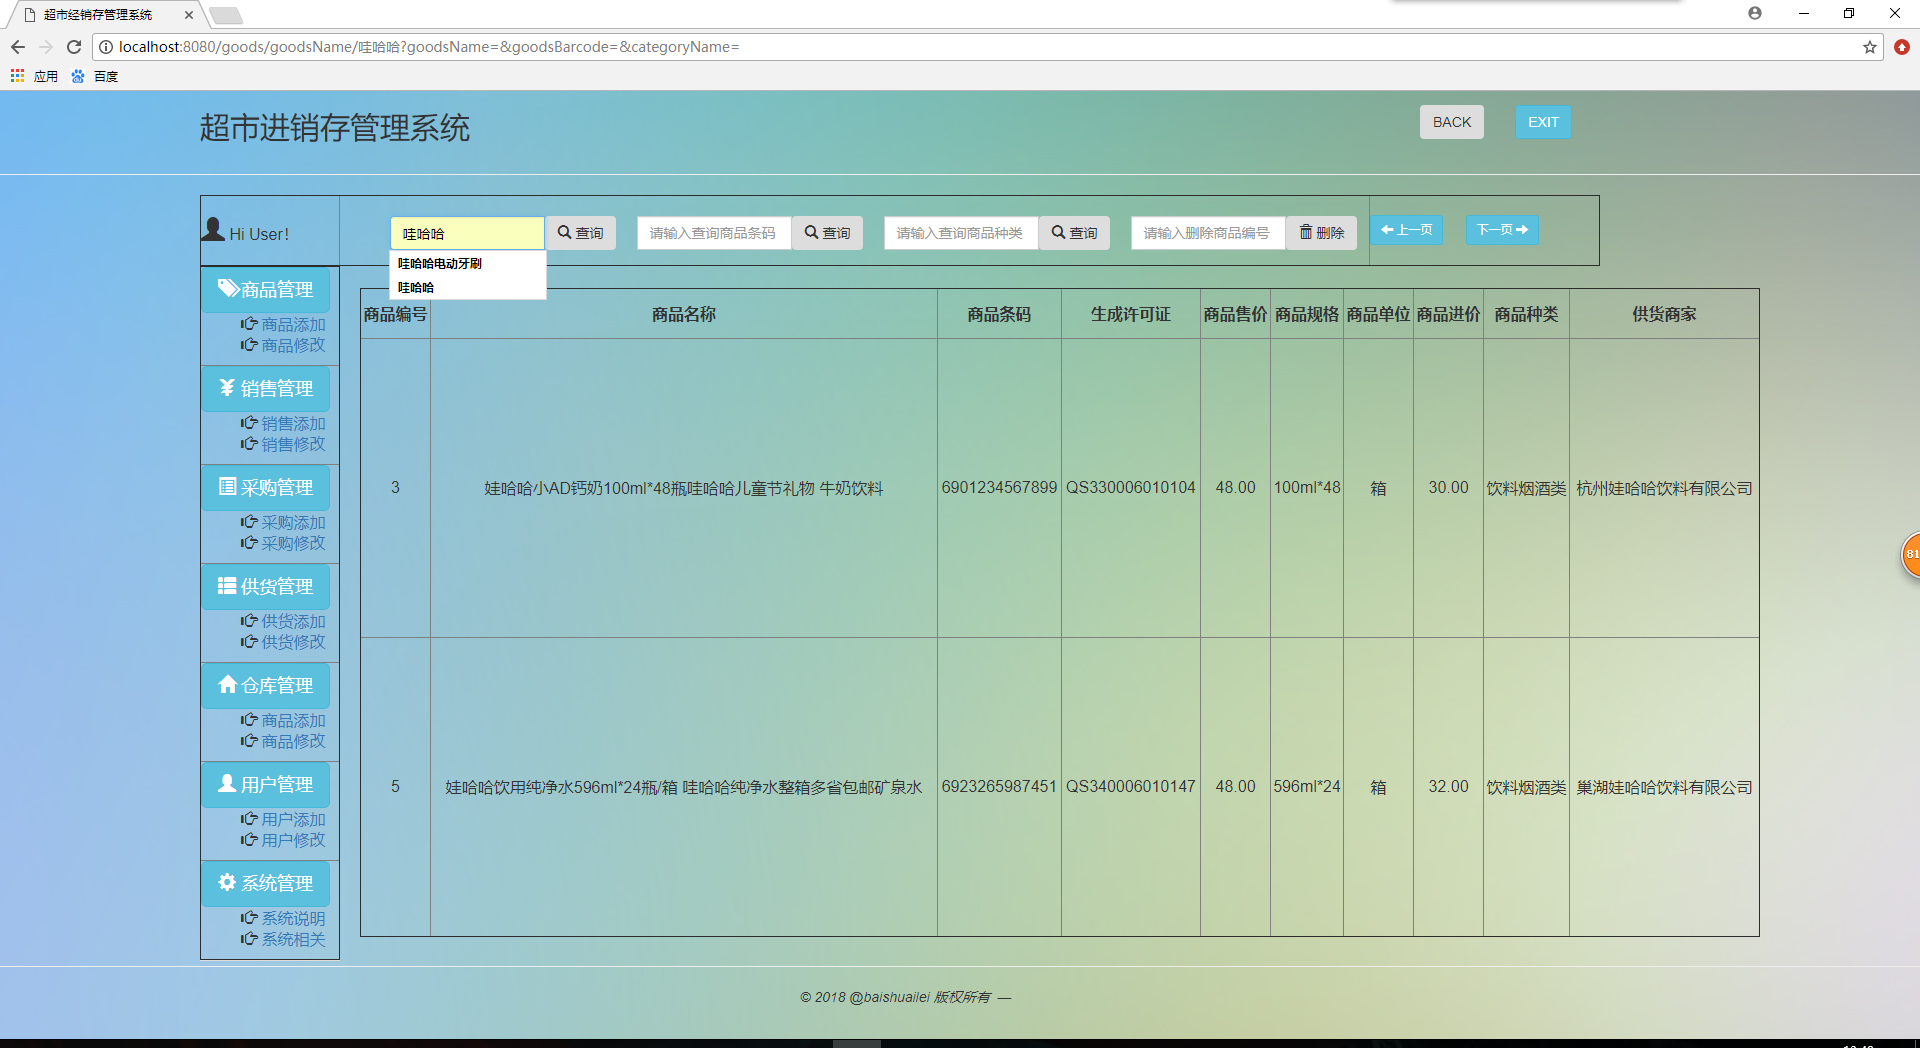 超市经销存管理系统
localhost:8080/goods/goodsName/哇哈哈?goodsName=&goodsBarcode=&categoryName=
应用 百度
超市进销存管理系统 BACK EXIT
Hi User! 哇哈哈 查询 请输入查询商品条码 查询 请输入查询商品种类 查询 请输入删除商品编号 删除 上一页 下一页
哇哈哈电动牙刷
哇哈哈
商品管理
商品添加
商品修改
销售管理
销售添加
销售修改
采购管理
采购添加
采购修改
供货管理
供货添加
供货修改
仓库管理
商品添加
商品修改
用户管理
用户添加
用户修改
系统管理
系统说明
系统相关
商品编号 商品名称 商品条码 生成许可证 商品售价 商品规格 商品单位 商品进价 商品种类 供货商家
3 娃哈哈小AD钙奶100ml*48瓶哇哈哈儿童节礼物 牛奶饮料 6901234567899 QS330006010104 48.00 100ml*48 箱 30.00 饮料烟酒类 杭州娃哈哈饮料有限公司
5 娃哈哈饮用纯净水596ml*24瓶/箱 哇哈哈纯净水整箱多省包邮矿泉水 6923265987451 QS340006010147 48.00 596ml*24 箱 32.00 饮料烟酒类 巢湖娃哈哈饮料有限公司
81
© 2018 @baishuailei 版权所有 —